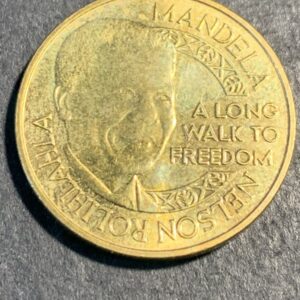 MANDELA
A LONG
WALK TO
FREEDOM
NELSON ROLIHLAHLA